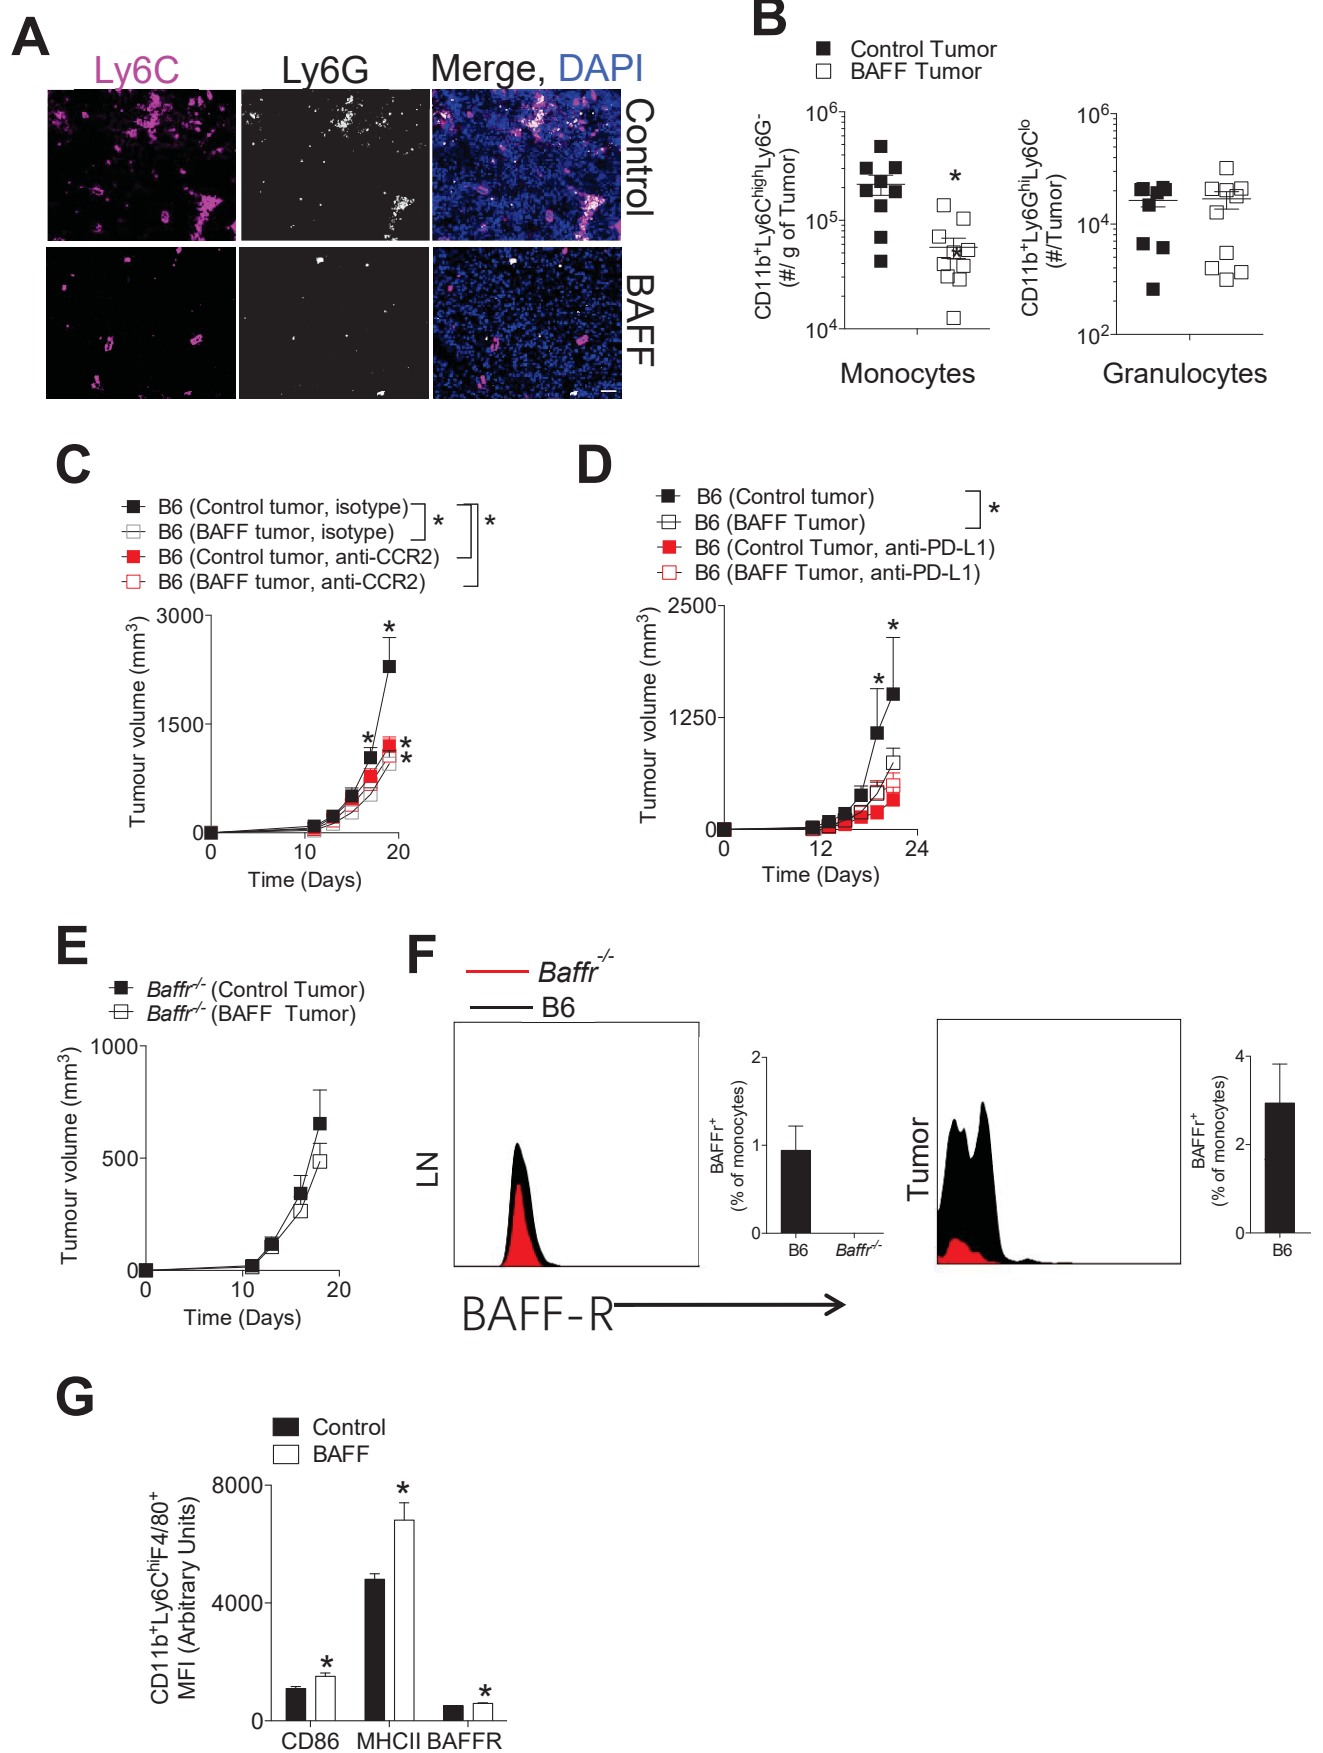 A
Ly6C
Ly6G
Merge, DAPI
Control
BAFF
B
Control Tumor
BAFF Tumor
CD11b+Ly6ChighLy6G-
(#/ g of Tumor)
10^6
10^5
10^4
*
*
Monocytes
CD11b+Ly6GhiLy6Clo
(#/Tumor)
10^6
10^4
10^2
Granulocytes
C
B6 (Control tumor, isotype)
B6 (BAFF tumor, isotype)
B6 (Control tumor, anti-CCR2)
B6 (BAFF tumor, anti-CCR2)
*
*
Tumour volume (mm3)
3000
1500
0
*
*
*
*
0
10
20
Time (Days)
D
B6 (Control tumor)
B6 (BAFF Tumor)
B6 (Control Tumor, anti-PD-L1)
B6 (BAFF Tumor, anti-PD-L1)
*
Tumour volume (mm3)
2500
1250
0
*
*
0
12
24
Time (Days)
E
Baffr-/- (Control Tumor)
Baffr-/- (BAFF Tumor)
Tumour volume (mm3)
1000
500
0
0
10
20
Time (Days)
F
Baffr-/-
B6
LN
BAFFr+
(% of monocytes)
2
1
0
B6
Baffr-/-
Tumor
BAFFr+
(% of monocytes)
4
2
0
B6
BAFF-R
G
Control
BAFF
CD11b+Ly6ChiF4/80+
MFI (Arbitrary Units)
8000
4000
0
*
*
*
CD86
MHCII
BAFFR